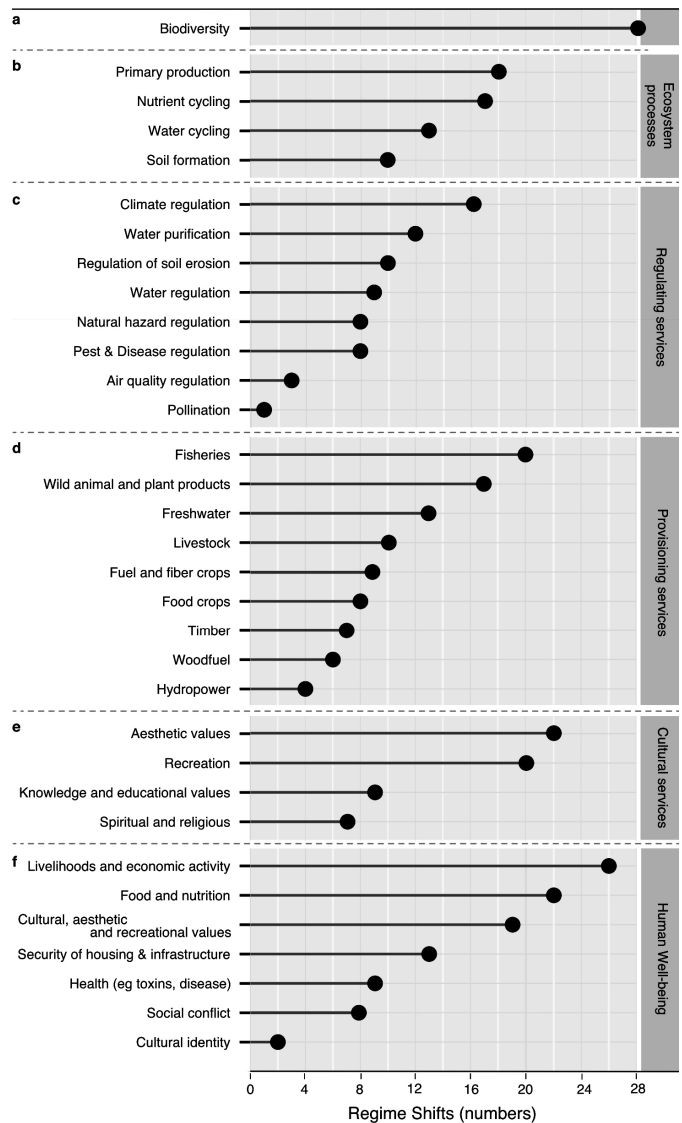 a
Biodiversity
b
Primary production
Nutrient cycling
Water cycling
Soil formation
Ecosystem
processes
c
Climate regulation
Water purification
Regulation of soil erosion
Water regulation
Natural hazard regulation
Pest & Disease regulation
Air quality regulation
Pollination
Regulating services
d
Fisheries
Wild animal and plant products
Freshwater
Livestock
Fuel and fiber crops
Food crops
Timber
Woodfuel
Hydropower
Provisioning services
e
Aesthetic values
Recreation
Knowledge and educational values
Spiritual and religious
Cultural services
f
Livelihoods and economic activity
Food and nutrition
Cultural, aesthetic
and recreational values
Security of housing & infrastructure
Health (eg toxins, disease)
Social conflict
Cultural identity
Human Well-being
0 4 8 12 16 20 24 28
Regime Shifts (numbers)